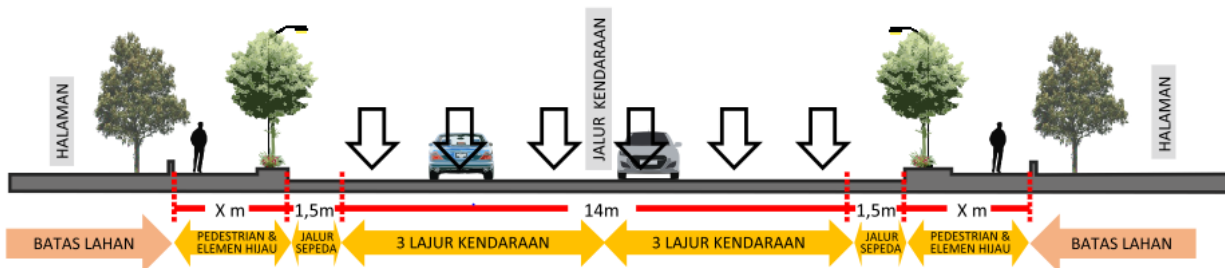 HALAMAN
JALUR KENDARAAN
HALAMAN
X m
1,5m
14m
1,5m
X m
BATAS LAHAN
PEDESTRIAN &
ELEMEN HIJAU
JALUR
SEPEDA
3 LAJUR KENDARAAN
3 LAJUR KENDARAAN
JALUR
SEPEDA
PEDESTRIAN &
ELEMEN HIJAU
BATAS LAHAN